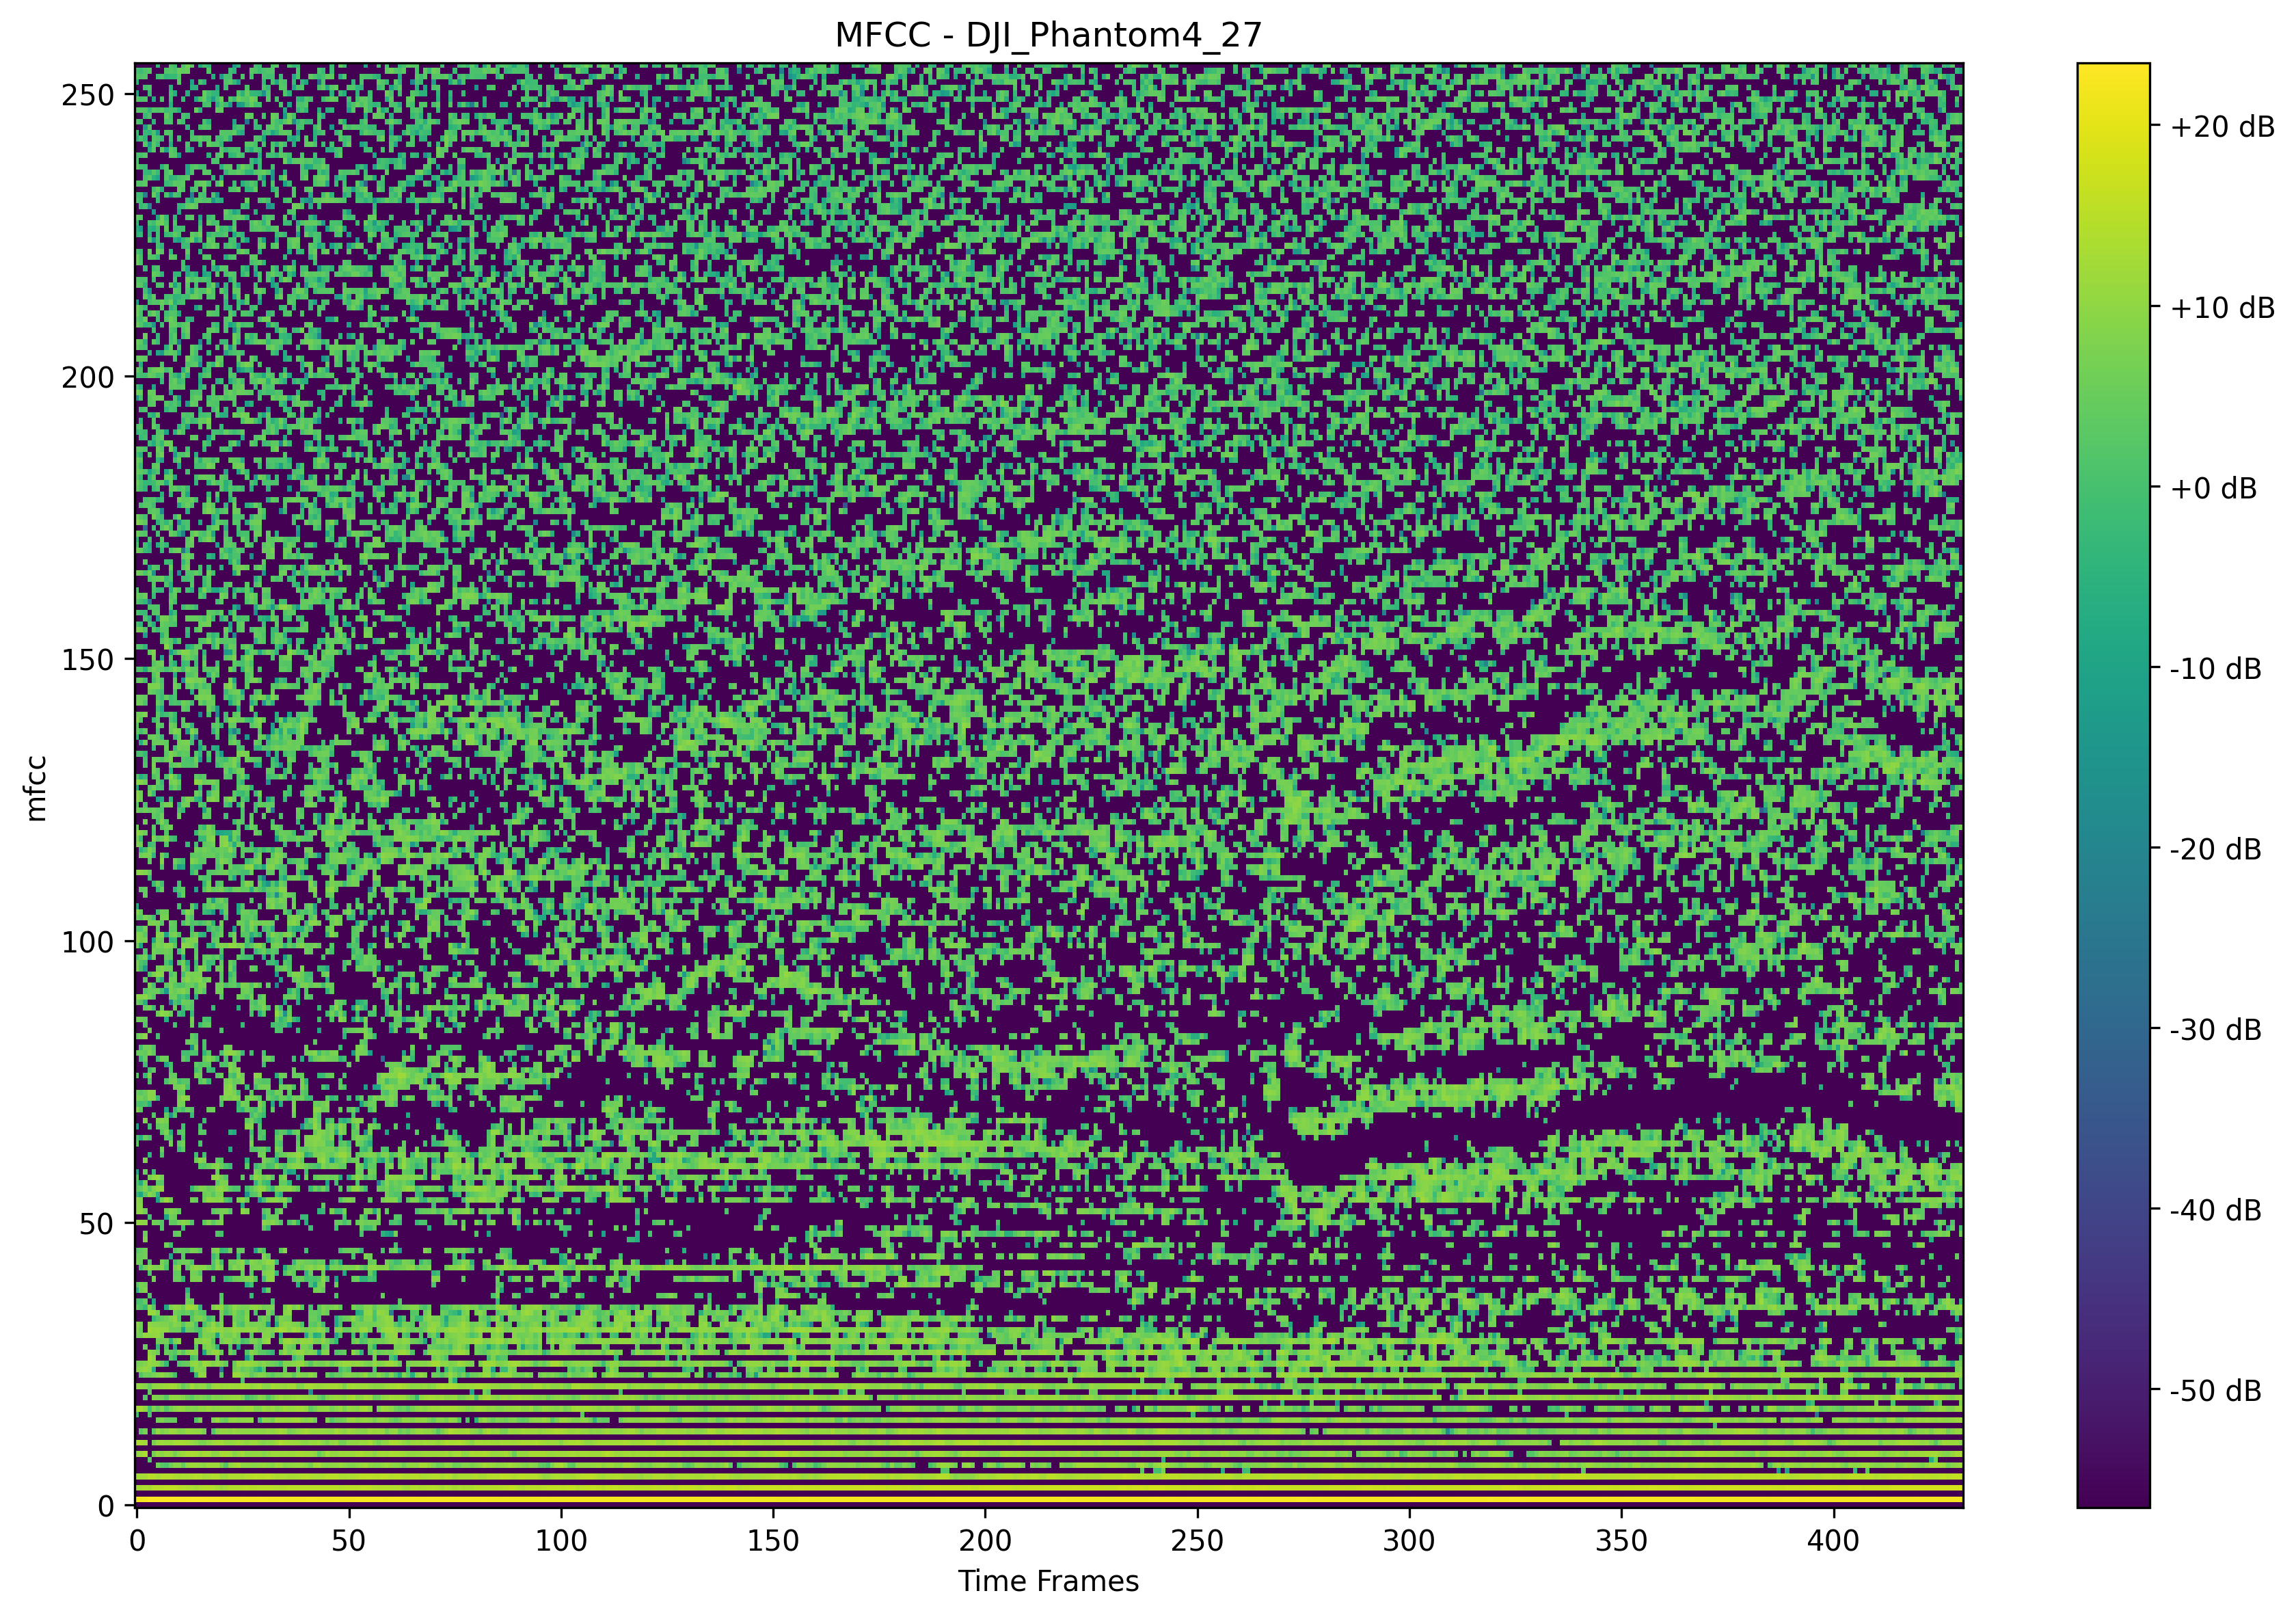 MFCC - DJI_Phantom4_27
250
200
150
100
50
0
mfcc
0 50 100 150 200 250 300 350 400
Time Frames
+20 dB
+10 dB
+0 dB
-10 dB
-20 dB
-30 dB
-40 dB
-50 dB